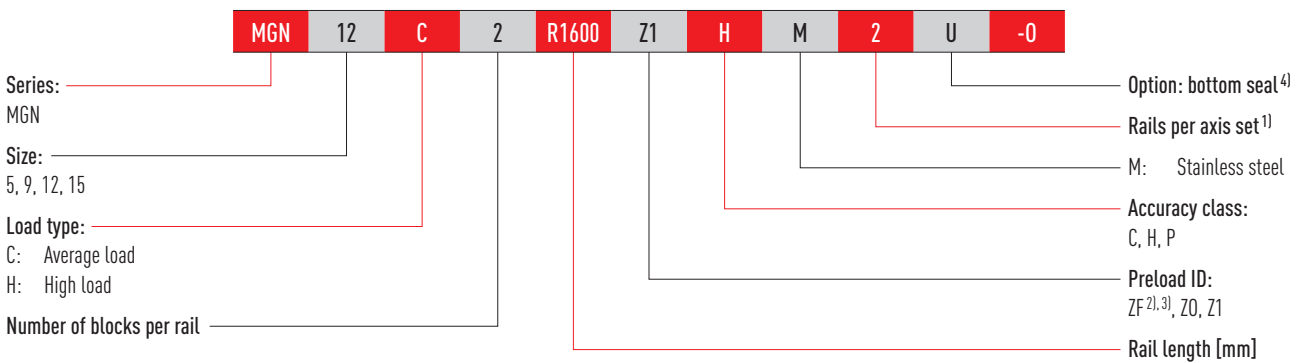 MGN 12 C 2 R1600 Z1 H M 2 U -0
Series:
MGN
Size:
5, 9, 12, 15
Load type:
C: Average load
H: High load
Number of blocks per rail
Option: bottom seal 4)
Rails per axis set 1)
M: Stainless steel
Accuracy class:
C, H, P
Preload ID:
ZF 2), 3), Z0, Z1
Rail length [mm]